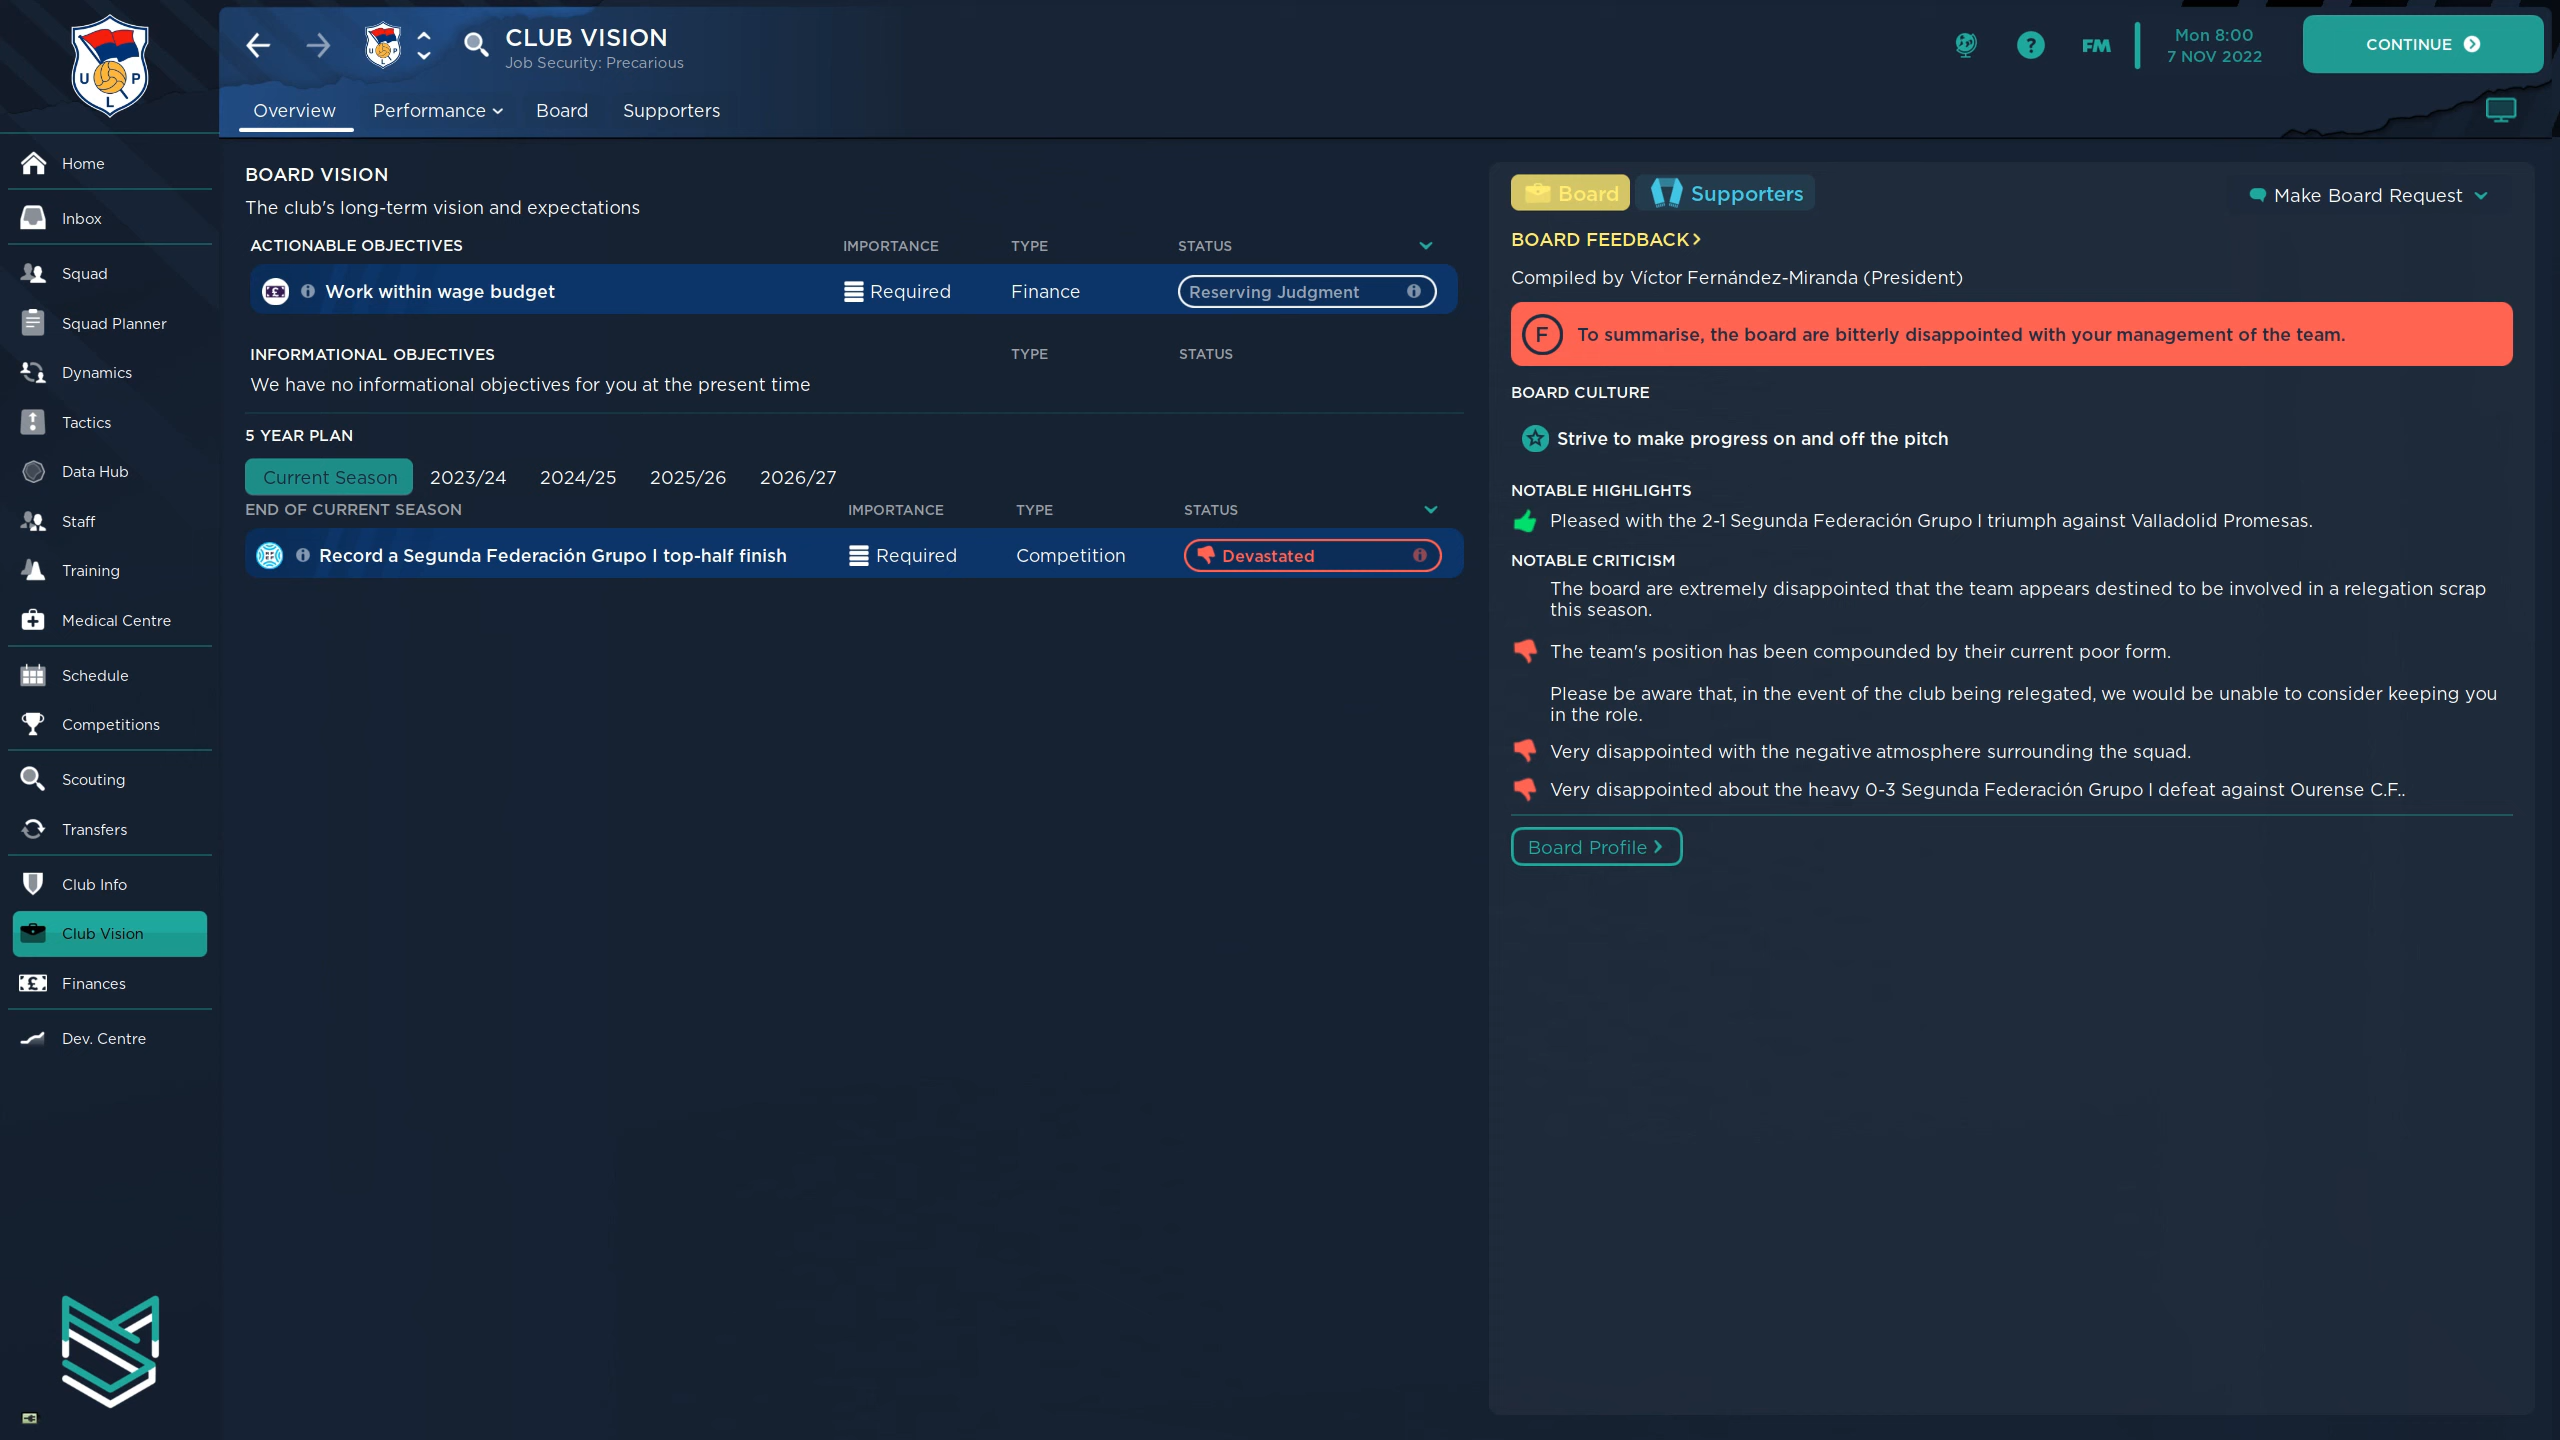 U P L
CLUB VISION
Job Security: Precarious
FM
Mon 8:00
7 NOV 2022
CONTINUE
Overview
Performance
Board
Supporters
Home
Inbox
Squad
Squad Planner
Dynamics
Tactics
Data Hub
Staff
Training
Medical Centre
Schedule
Competitions
Scouting
Transfers
Club Info
Club Vision
Finances
Dev. Centre
BOARD VISION
The club's long-term vision and expectations
ACTIONABLE OBJECTIVES IMPORTANCE TYPE STATUS
Work within wage budget Required Finance Reserving Judgment
INFORMATIONAL OBJECTIVES TYPE STATUS
We have no informational objectives for you at the present time
5 YEAR PLAN
Current Season 2023/24 2024/25 2025/26 2026/27
END OF CURRENT SEASON IMPORTANCE TYPE STATUS
Record a Segunda Federación Grupo I top-half finish Required Competition Devastated
Board Supporters Make Board Request
BOARD FEEDBACK
Compiled by Víctor Fernández-Miranda (President)
F To summarise, the board are bitterly disappointed with your management of the team.
BOARD CULTURE
Strive to make progress on and off the pitch
NOTABLE HIGHLIGHTS
Pleased with the 2-1 Segunda Federación Grupo I triumph against Valladolid Promesas.
NOTABLE CRITICISM
The board are extremely disappointed that the team appears destined to be involved in a relegation scrap
this season.
The team's position has been compounded by their current poor form.
Please be aware that, in the event of the club being relegated, we would be unable to consider keeping you
in the role.
Very disappointed with the negative atmosphere surrounding the squad.
Very disappointed about the heavy 0-3 Segunda Federación Grupo I defeat against Ourense C.F..
Board Profile